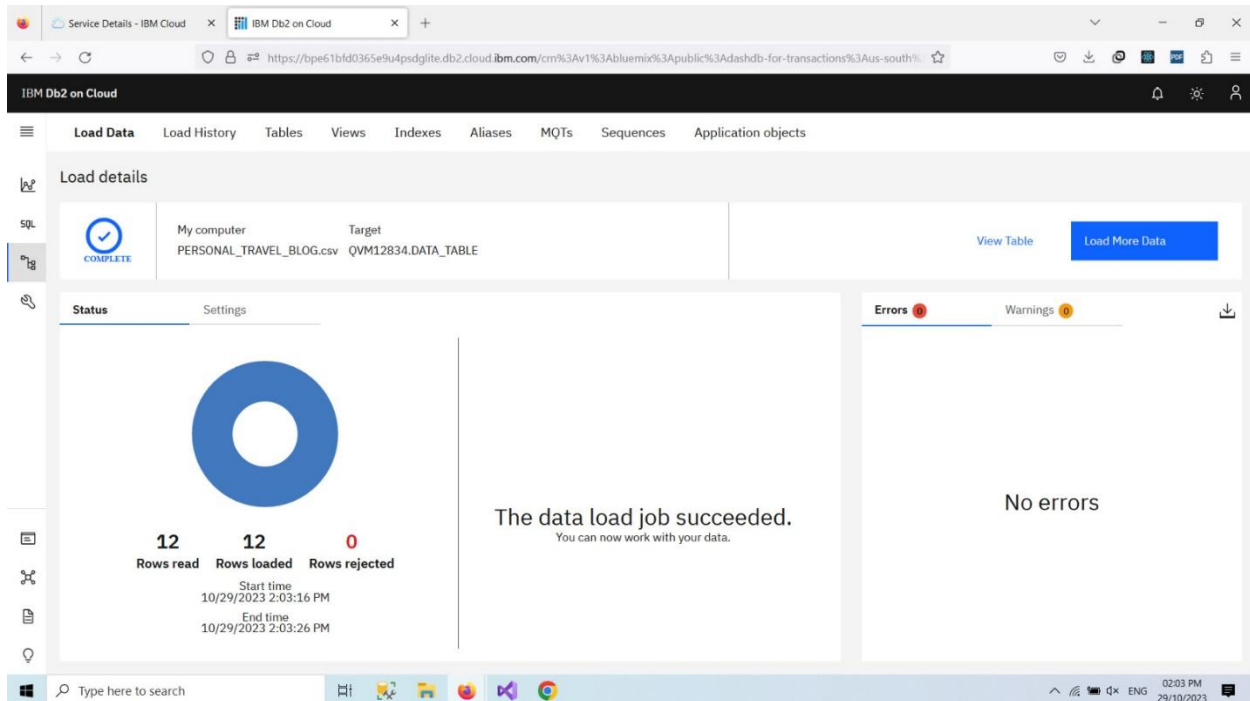 Service Details - IBM Cloud
IBM Db2 on Cloud
https://bpe61bfd0365e9u4psdglite.db2.cloud.ibm.com/crn%3Av1%3Abluemix%3Apublic%3Adashdb-for-transactions%3Aus-south%
IBM Db2 on Cloud
Load Data Load History Tables Views Indexes Aliases MQTs Sequences Application objects
Load details
SQL
COMPLETE
My computer Target
PERSONAL_TRAVEL_BLOG.csv QVM12834.DATA_TABLE
View Table Load More Data
Status Settings
Errors 0 Warnings 0
12 12 0
Rows read Rows loaded Rows rejected
Start time
10/29/2023 2:03:16 PM
End time
10/29/2023 2:03:26 PM
The data load job succeeded.
You can now work with your data.
No errors
Type here to search
ENG
02:03 PM
29/10/2023